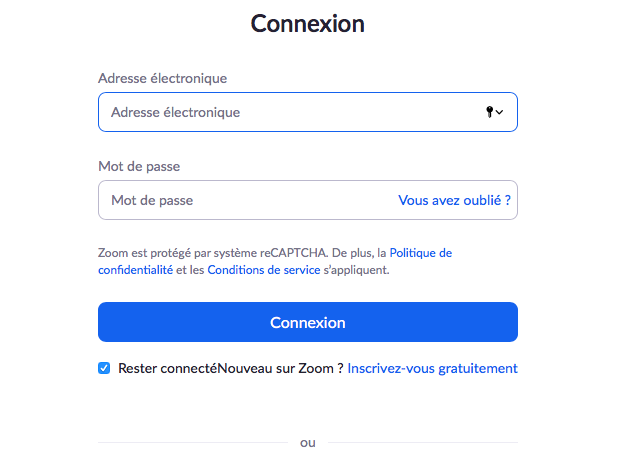 Connexion
Adresse électronique
Adresse électronique
Mot de passe
Mot de passe Vous avez oublié ?
Zoom est protégé par système reCAPTCHA. De plus, la Politique de
confidentialité et les Conditions de service s'appliquent.
Connexion
Rester connectéNouveau sur Zoom ? Inscrivez-vous gratuitement
ou